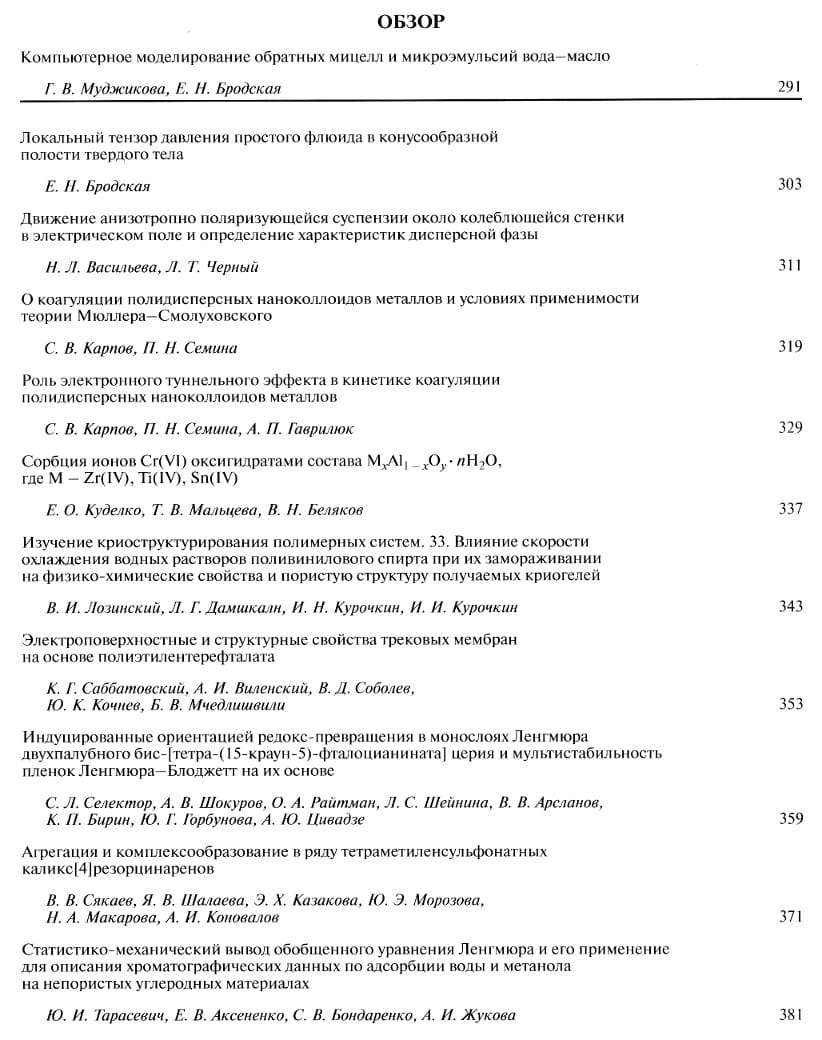 ОБЗОР
Компьютерное моделирование обратных мицелл и микроэмульсий вода–масло
Г. В. Муджикова, Е. Н. Бродская 291
Локальный тензор давления простого флюида в конусообразной
полости твердого тела
Е. Н. Бродская 303
Движение анизотропно поляризующейся суспензии около колеблющейся стенки
в электрическом поле и определение характеристик дисперсной фазы
Н. Л. Васильева, Л. Т. Черный 311
О коагуляции полидисперсных наноколлоидов металлов и условиях применимости
теории Мюллера–Смолуховского
С. В. Карпов, П. Н. Семина 319
Роль электронного туннельного эффекта в кинетике коагуляции
полидисперсных наноколлоидов металлов
С. В. Карпов, П. Н. Семина, А. П. Гаврилюк 329
Сорбция ионов Cr(VI) оксигидратами состава MₓAl₁₋ₓOᵧ · nH₂O,
где M – Zr(IV), Ti(IV), Sn(IV)
Е. О. Куделко, Т. В. Мальцева, В. Н. Беляков 337
Изучение криоструктурирования полимерных систем. 33. Влияние скорости
охлаждения водных растворов поливинилового спирта при их замораживании
на физико-химические свойства и пористую структуру получаемых криогелей
В. И. Лозинский, Л. Г. Дамшкалн, И. Н. Курочкин, И. И. Курочкин 343
Электроповерхностные и структурные свойства трековых мембран
на основе полиэтилентерефталата
К. Г. Саббатовский, А. И. Виленский, В. Д. Соболев,
Ю. К. Кочнев, Б. В. Мчедлишвили 353
Индуцированные ориентацией редокс-превращения в монослоях Ленгмюра
двухпалубного бис-[тетра-(15-краун-5)-фталоцианината] церия и мультистабильность
пленок Ленгмюра–Блоджетт на их основе
С. Л. Селектор, А. В. Шокуров, О. А. Райтман, Л. С. Шейнина, В. В. Арсланов,
К. П. Бирин, Ю. Г. Горбунова, А. Ю. Цивадзе 359
Агрегация и комплексообразование в ряду тетраметиленсульфонатных
каликс[4]резорцинаренов
В. В. Сякаев, Я. В. Шалаева, Э. Х. Казакова, Ю. Э. Морозова,
Н. А. Макарова, А. И. Коновалов 371
Статистико-механический вывод обобщенного уравнения Ленгмюра и его применение
для описания хроматографических данных по адсорбции воды и метанола
на непористых углеродных материалах
Ю. И. Тарасевич, Е. В. Аксененко, С. В. Бондаренко, А. И. Жукова 381